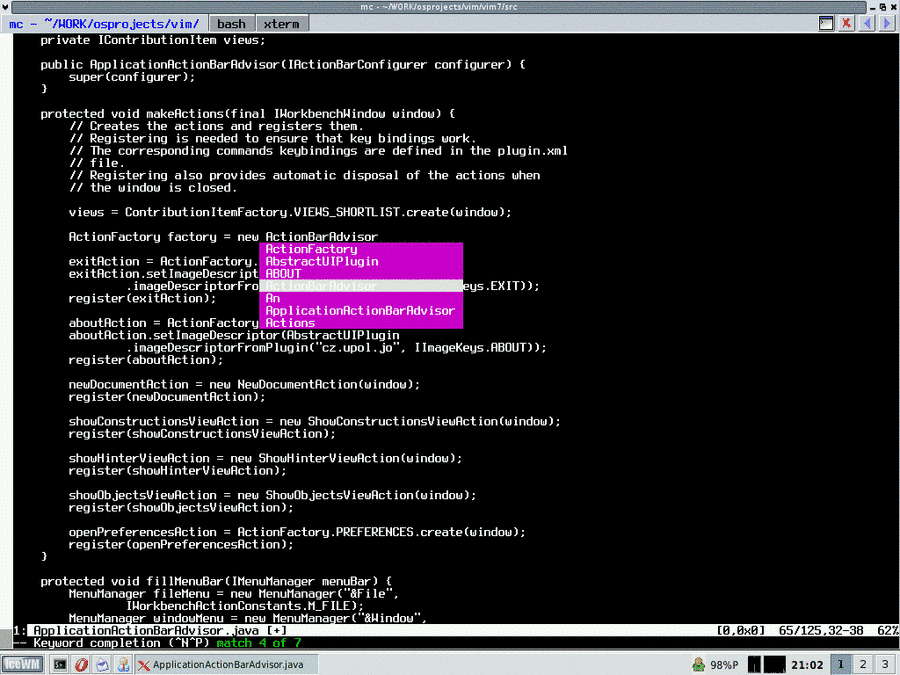 mc - ~/WORK/osprojects/vim/vim7/src
mc - ~/WORK/osprojects/vim/ bash xterm
private IContributionItem views;
public ApplicationActionBarAdvisor(IActionBarConfigurer configurer) {
super(configurer);
}
protected void makeActions(final IWorkbenchWindow window) {
// Creates the actions and registers them.
// Registering is needed to ensure that key bindings work.
// The corresponding commands keybindings are defined in the plugin.xml
// file.
// Registering also provides automatic disposal of the actions when
// the window is closed.
views = ContributionItemFactory.VIEWS_SHORTLIST.create(window);
ActionFactory factory = new ActionBarAdvisor
ActionFactory
exitAction = ActionFactory. AbstractUIPlugin
exitAction.setImageDescript ABOUT
.imageDescriptorFro ActionBarAdvisor eys.EXIT));
register(exitAction); An
ApplicationActionBarAdvisor
aboutAction = ActionFactory Actions
aboutAction.setImageDescriptor(AbstractUIPlugin
.imageDescriptorFromPlugin("cz.upol.jo", IImageKeys.ABOUT));
register(aboutAction);
newDocumentAction = new NewDocumentAction(window);
register(newDocumentAction);
showConstructionsViewAction = new ShowConstructionsViewAction(window);
register(showConstructionsViewAction);
showHinterViewAction = new ShowHinterViewAction(window);
register(showHinterViewAction);
showObjectsViewAction = new ShowObjectsViewAction(window);
register(showObjectsViewAction);
openPreferencesAction = ActionFactory.PREFERENCES.create(window);
register(openPreferencesAction);
}
protected void fillMenuBar(IMenuManager menuBar) {
MenuManager fileMenu = new MenuManager("&File",
IWorkbenchActionConstants.M_FILE);
MenuManager windowMenu = new MenuManager("&Window",
1: ApplicationActionBarAdvisor.java [+] [0,0x0] 65/125,32-38 62%
-- Keyword completion (^N^P) match 4 of 7
IceWM ApplicationActionBarAdvisor.java 98%P 21:02 1 2 3